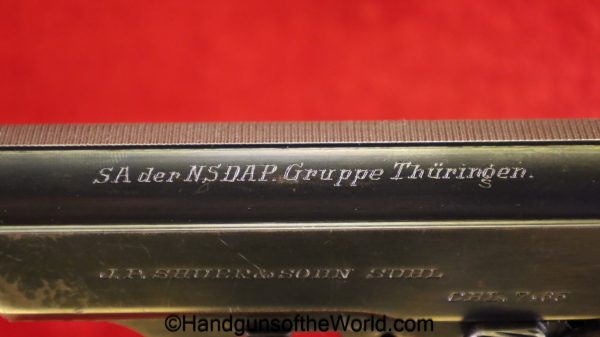 SA der NSDAP. Gruppe Thüringen.
J.P. SAUER & SOHN SUHL
CAL. 7.65
©HandgunsoftheWorld.com